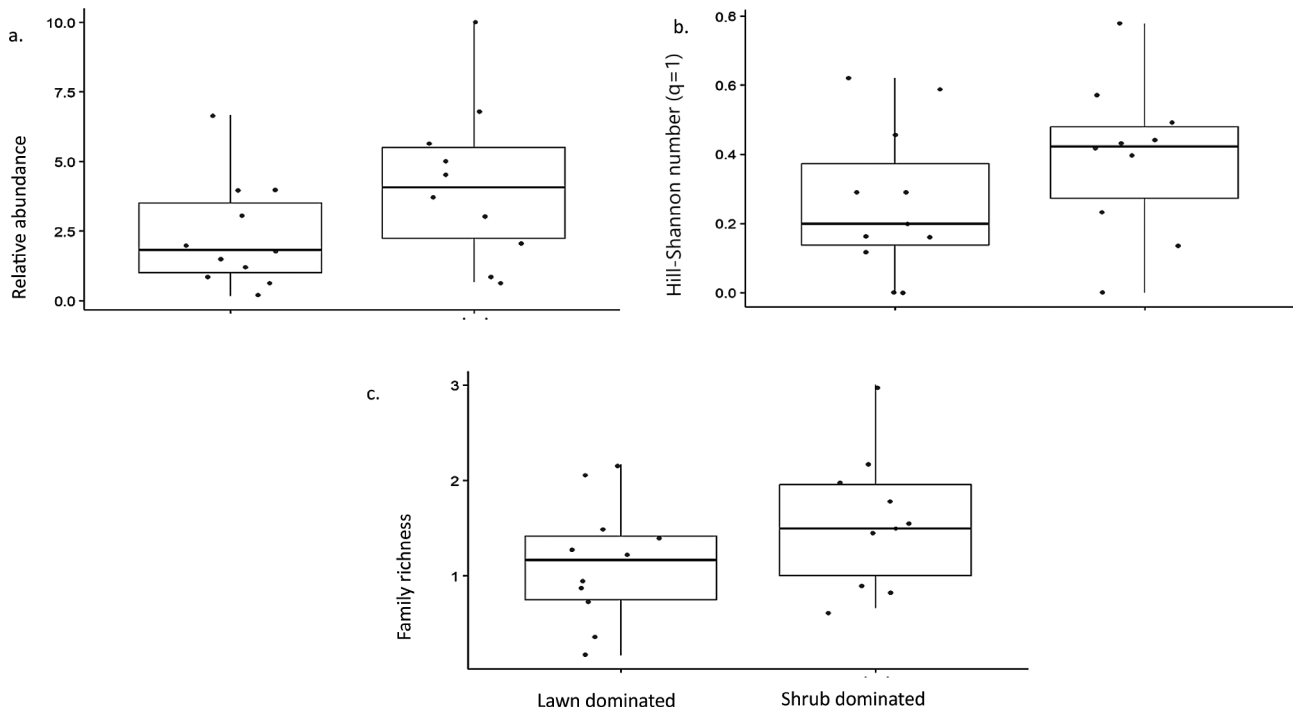 a.
Relative abundance
10.0
7.5
5.0
2.5
0.0
b.
Hill-Shannon number (q=1)
0.8
0.6
0.4
0.2
0.0
c.
Family richness
3
2
1
Lawn dominated
Shrub dominated